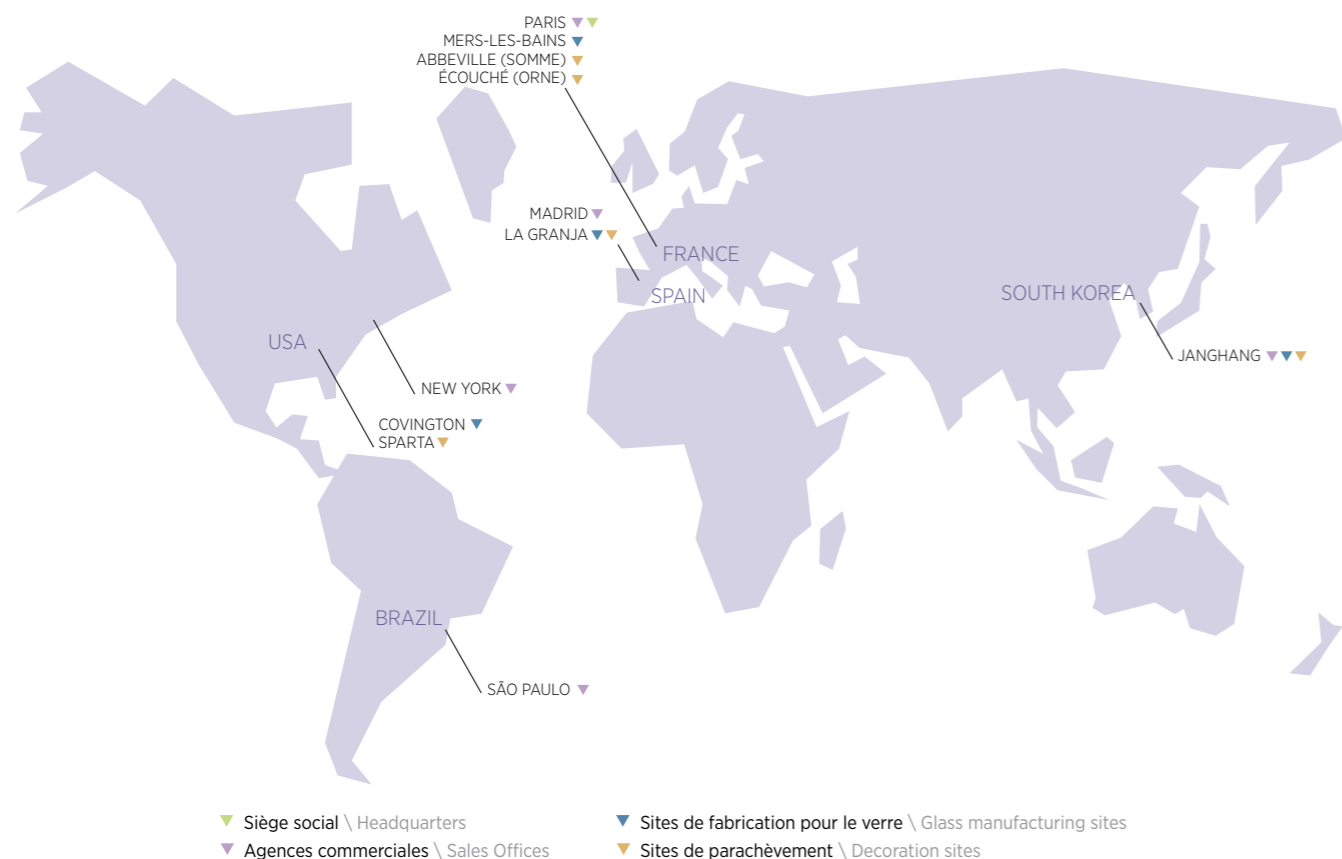 PARIS
MERS-LES-BAINS
ABBEVILLE (SOMME)
ÉCOUCHÉ (ORNE)
MADRID
LA GRANJA
FRANCE
SPAIN
SOUTH KOREA
JANGHANG
USA
NEW YORK
COVINGTON
SPARTA
BRAZIL
SÃO PAULO
Siège social \ Headquarters
Agences commerciales \ Sales Offices
Sites de fabrication pour le verre \ Glass manufacturing sites
Sites de parachèvement \ Decoration sites